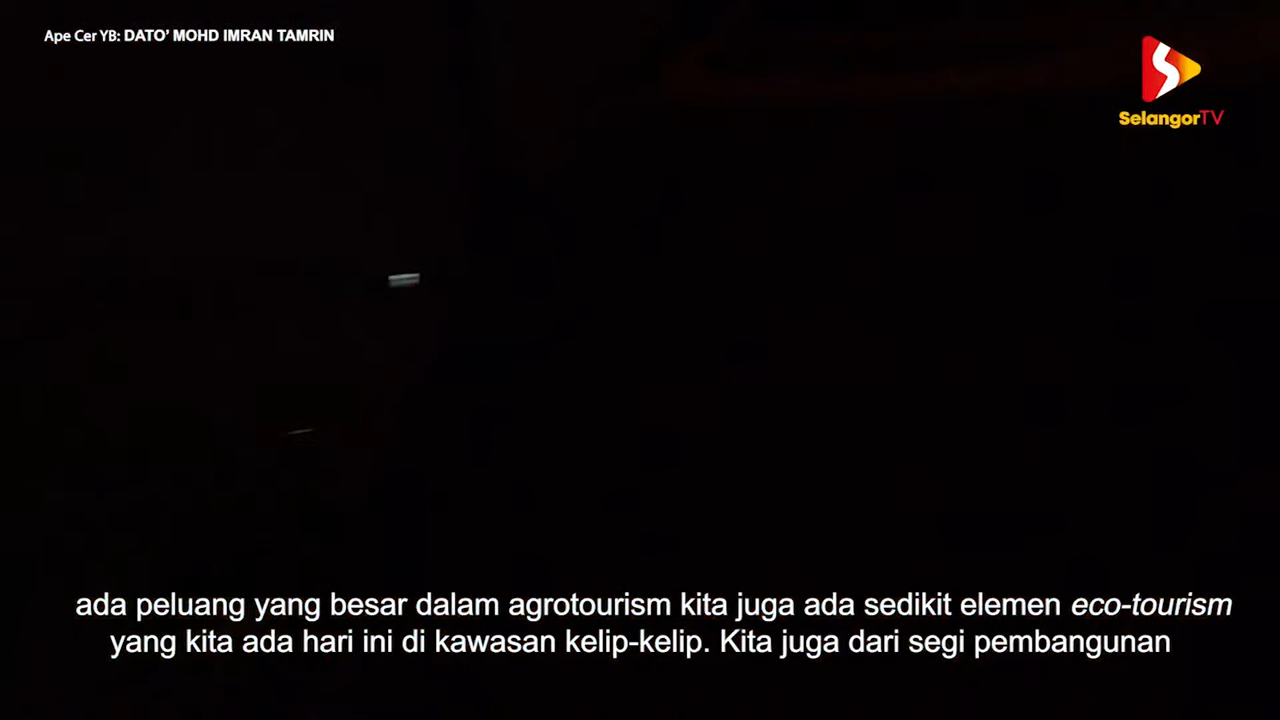 Ape Cer YB: DATO’ MOHD IMRAN TAMRIN
SelangorTV
ada peluang yang besar dalam agrotourism kita juga ada sedikit elemen eco-tourism
yang kita ada hari ini di kawasan kelip-kelip. Kita juga dari segi pembangunan